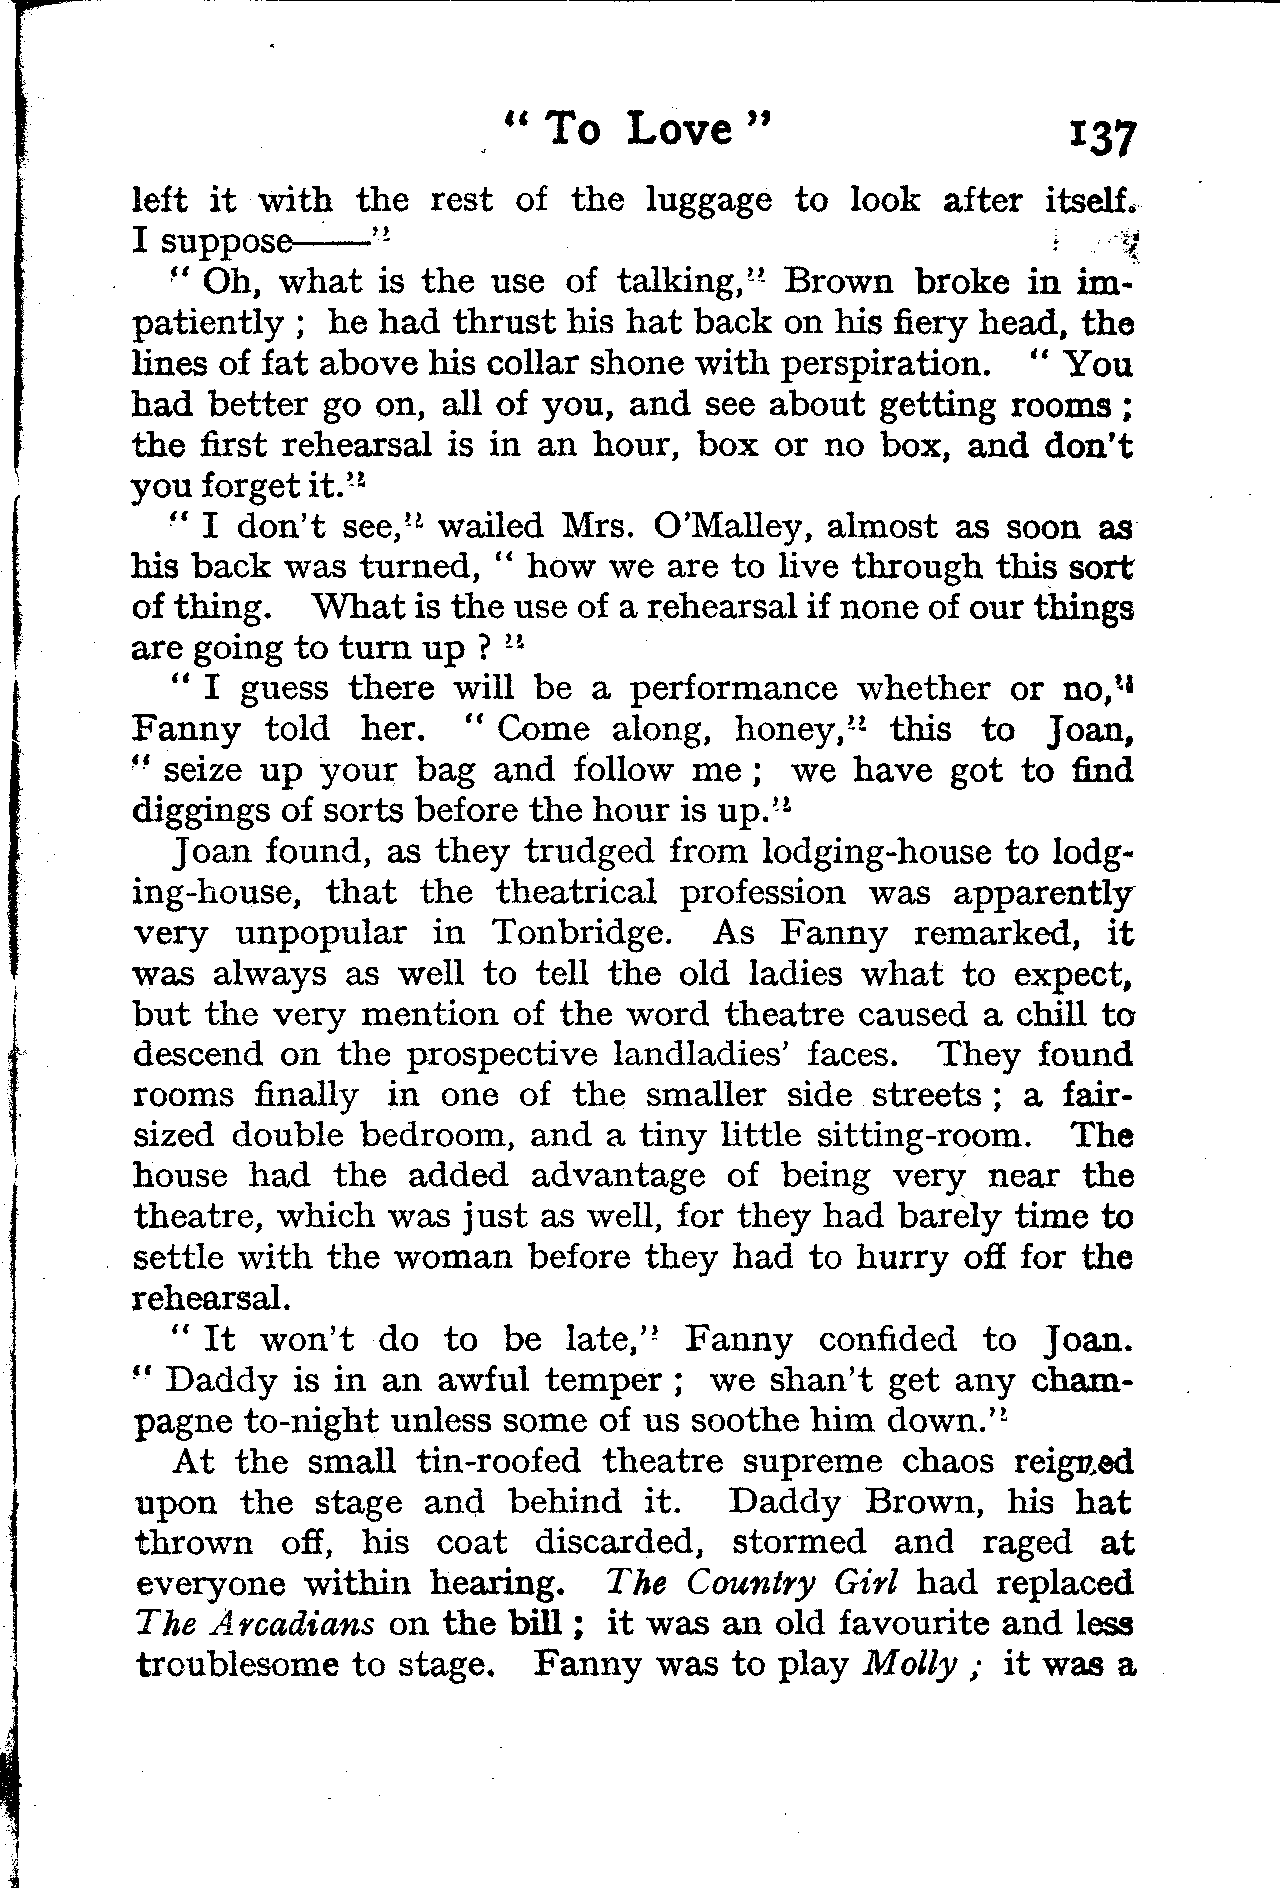 “ To Love ” 137
left it with the rest of the luggage to look after itself.
I suppose——”
“ Oh, what is the use of talking,” Brown broke in im-
patiently ; he had thrust his hat back on his fiery head, the
lines of fat above his collar shone with perspiration. “ You
had better go on, all of you, and see about getting rooms ;
the first rehearsal is in an hour, box or no box, and don’t
you forget it.”
“ I don’t see,” wailed Mrs. O’Malley, almost as soon as
his back was turned, “ how we are to live through this sort
of thing. What is the use of a rehearsal if none of our things
are going to turn up ? ”
“ I guess there will be a performance whether or no,”
Fanny told her. “ Come along, honey,” this to Joan,
“ seize up your bag and follow me ; we have got to find
diggings of sorts before the hour is up.”
Joan found, as they trudged from lodging-house to lodg-
ing-house, that the theatrical profession was apparently
very unpopular in Tonbridge. As Fanny remarked, it
was always as well to tell the old ladies what to expect,
but the very mention of the word theatre caused a chill to
descend on the prospective landladies’ faces. They found
rooms finally in one of the smaller side streets ; a fair-
sized double bedroom, and a tiny little sitting-room. The
house had the added advantage of being very near the
theatre, which was just as well, for they had barely time to
settle with the woman before they had to hurry off for the
rehearsal.
“ It won’t do to be late,” Fanny confided to Joan.
“ Daddy is in an awful temper ; we shan’t get any cham-
pagne to-night unless some of us soothe him down.”
At the small tin-roofed theatre supreme chaos reigned
upon the stage and behind it. Daddy Brown, his hat
thrown off, his coat discarded, stormed and raged at
everyone within hearing. The Country Girl had replaced
The Arcadians on the bill ; it was an old favourite and less
troublesome to stage. Fanny was to play Molly ; it was a